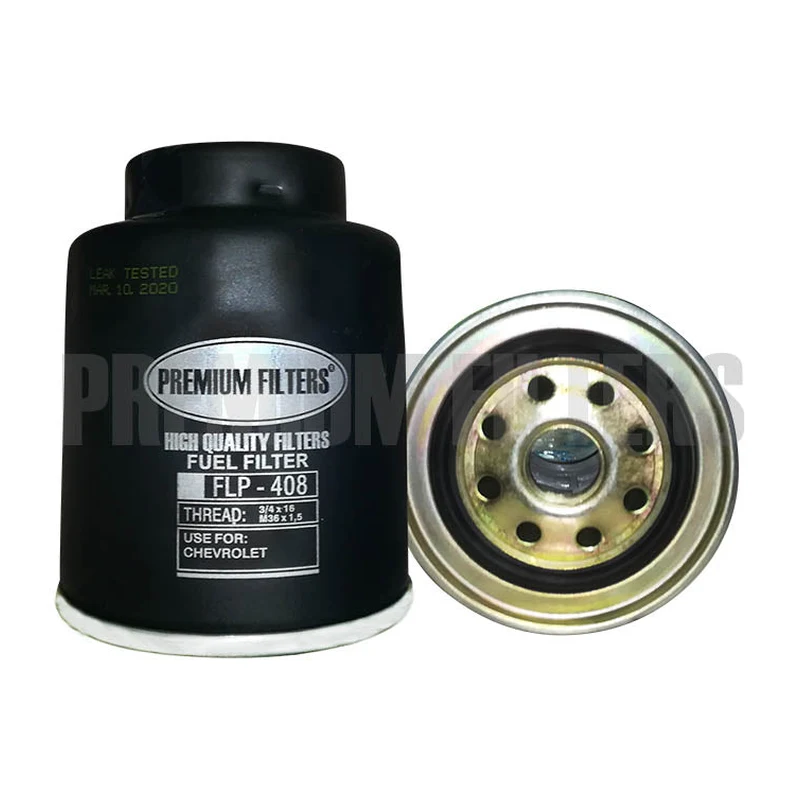 LEAK TESTED
MAR. 10. 2020
PREMIUM FILTERS
PREMIUM FILTERS©
HIGH QUALITY FILTERS
FUEL FILTER
FLP - 408
THREAD: 3/4 x 16
M36 x 1,5
USE FOR:
CHEVROLET